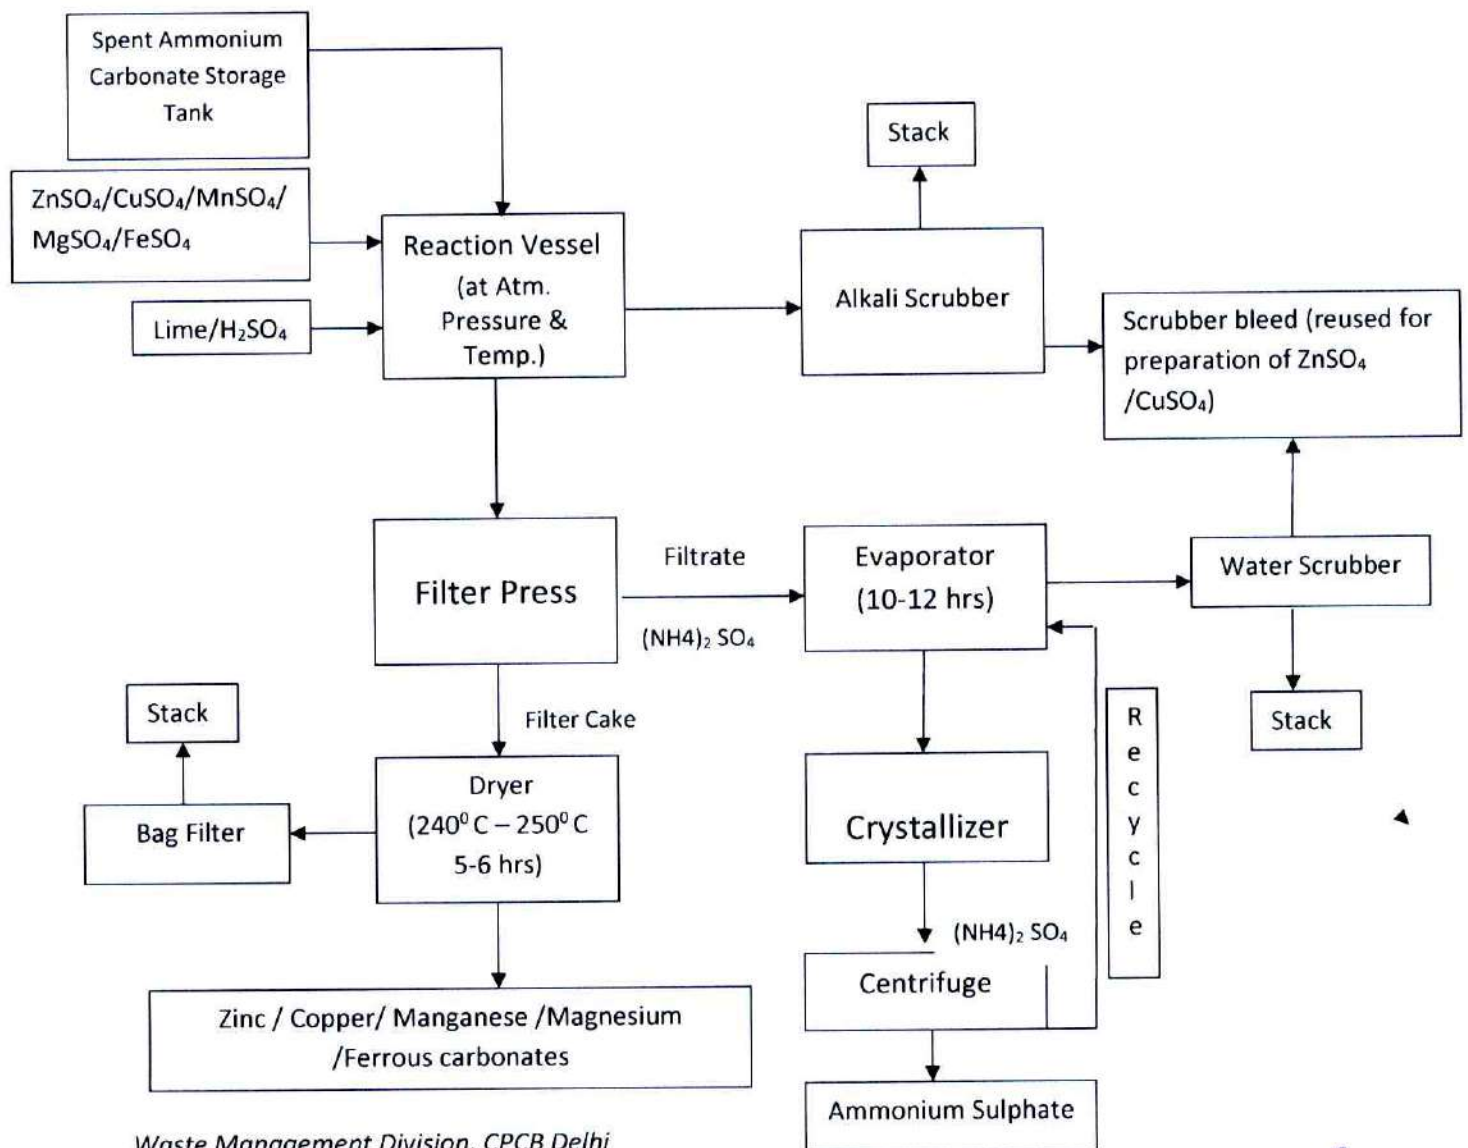 Spent Ammonium
Carbonate Storage
Tank
Stack
ZnSO₄/CuSO₄/MnSO₄/
MgSO₄/FeSO₄
Reaction Vessel
(at Atm.
Pressure &
Temp.)
Lime/H₂SO₄
Alkali Scrubber
Scrubber bleed (reused for
preparation of ZnSO₄
/CuSO₄)
Filter Press
Filtrate
(NH4)₂ SO₄
Evaporator
(10-12 hrs)
Water Scrubber
Stack
Recycle
Stack
Filter Cake
Dryer
(240⁰ C – 250⁰ C
5-6 hrs)
Bag Filter
Crystallizer
(NH4)₂ SO₄
Centrifuge
Zinc / Copper/ Manganese /Magnesium
/Ferrous carbonates
Ammonium Sulphate
Waste Management Division, CPCB Delhi